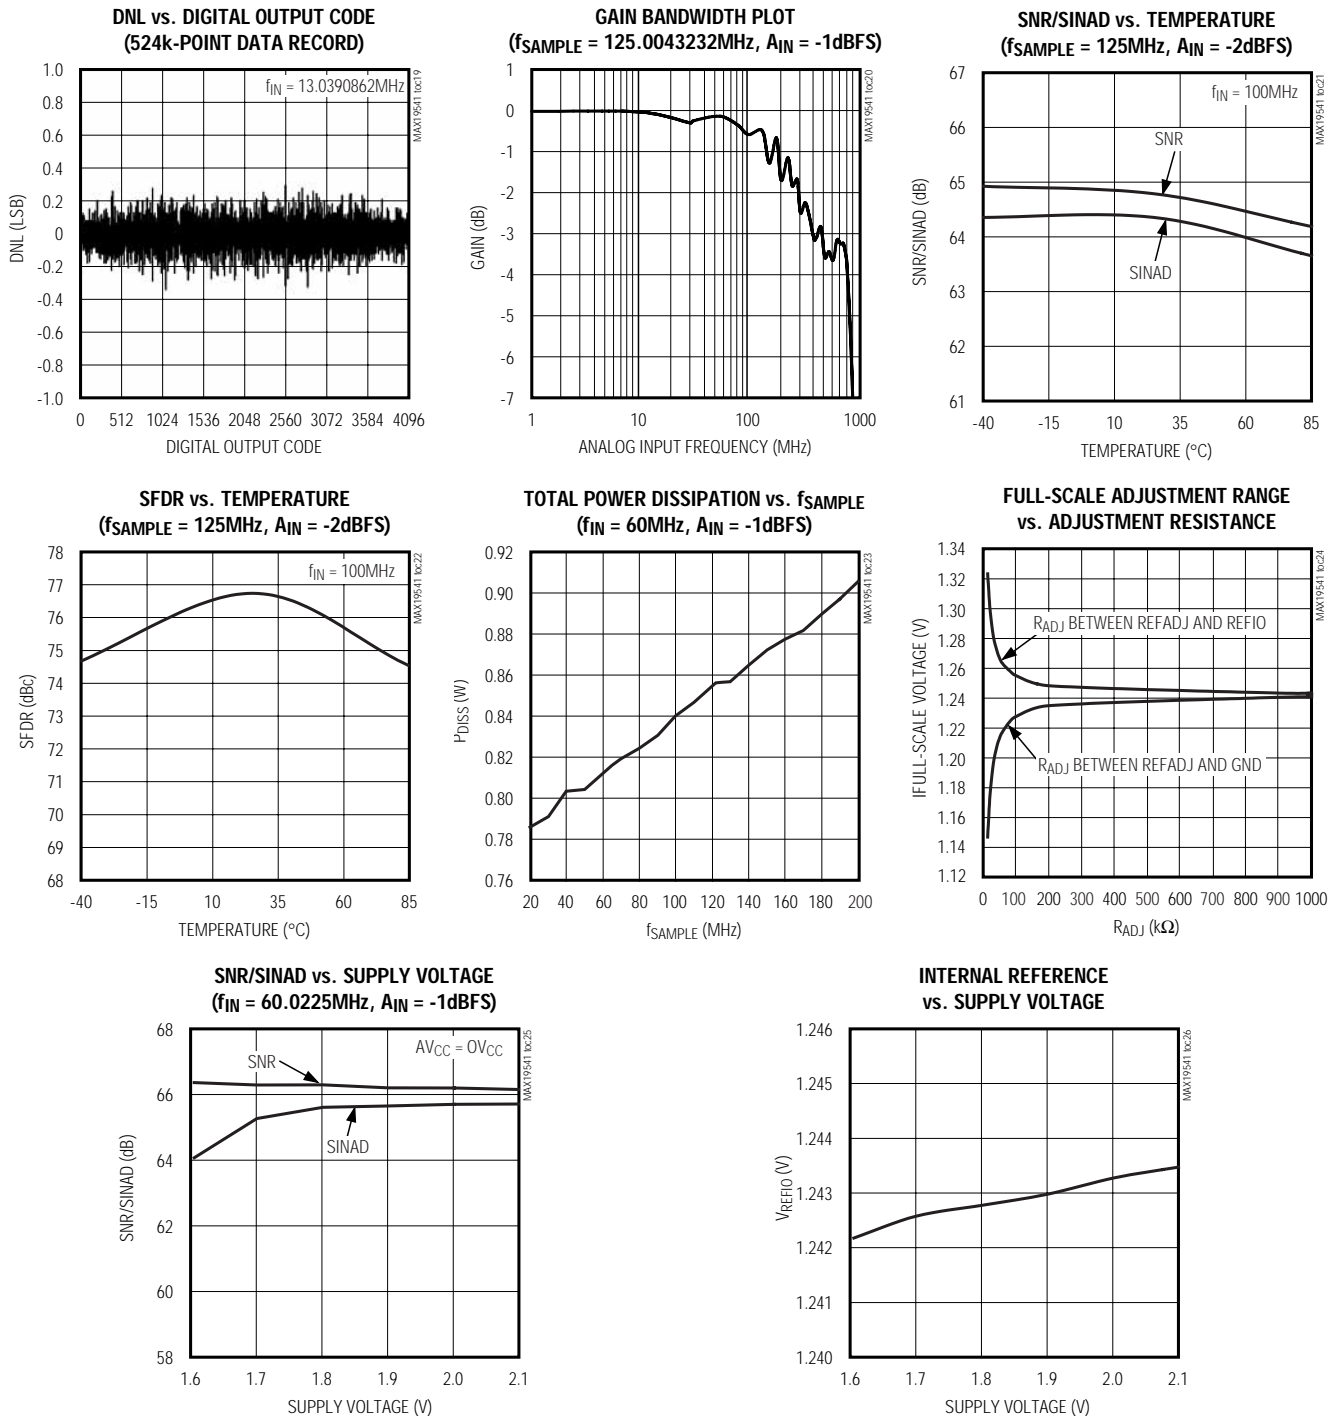 DNL vs. DIGITAL OUTPUT CODE
(524k-POINT DATA RECORD)
MAX19541 toc19
fIN = 13.0390862MHz
DNL (LSB)
1.0
0.8
0.6
0.4
0.2
0
-0.2
-0.4
-0.6
-0.8
-1.0
0 512 1024 1536 2048 2560 3072 3584 4096
DIGITAL OUTPUT CODE
GAIN BANDWIDTH PLOT
(fSAMPLE = 125.0043232MHz, AIN = -1dBFS)
MAX19541 toc20
GAIN (dB)
1
0
-1
-2
-3
-4
-5
-6
-7
1 10 100 1000
ANALOG INPUT FREQUENCY (MHz)
SNR/SINAD vs. TEMPERATURE
(fSAMPLE = 125MHz, AIN = -2dBFS)
MAX19541 toc21
fIN = 100MHz
SNR
SINAD
SNR/SINAD (dB)
67
66
65
64
63
62
61
-40 -15 10 35 60 85
TEMPERATURE (°C)
SFDR vs. TEMPERATURE
(fSAMPLE = 125MHz, AIN = -2dBFS)
MAX19541 toc22
fIN = 100MHz
SFDR (dBc)
78
77
76
75
74
73
72
71
70
69
68
-40 -15 10 35 60 85
TEMPERATURE (°C)
TOTAL POWER DISSIPATION vs. fSAMPLE
(fIN = 60MHz, AIN = -1dBFS)
MAX19541 toc23
PDISS (W)
0.92
0.90
0.88
0.86
0.84
0.82
0.80
0.78
0.76
20 40 60 80 100 120 140 160 180 200
fSAMPLE (MHz)
FULL-SCALE ADJUSTMENT RANGE
vs. ADJUSTMENT RESISTANCE
MAX19541 toc24
RADJ BETWEEN REFADJ AND REFIO
RADJ BETWEEN REFADJ AND GND
IFULL-SCALE VOLTAGE (V)
1.34
1.32
1.30
1.28
1.26
1.24
1.22
1.20
1.18
1.16
1.14
1.12
0 100 200 300 400 500 600 700 800 900 1000
RADJ (kΩ)
SNR/SINAD vs. SUPPLY VOLTAGE
(fIN = 60.0225MHz, AIN = -1dBFS)
MAX19541 toc25
AVCC = OVCC
SNR
SINAD
SNR/SINAD (dB)
68
66
64
62
60
58
1.6 1.7 1.8 1.9 2.0 2.1
SUPPLY VOLTAGE (V)
INTERNAL REFERENCE
vs. SUPPLY VOLTAGE
MAX19541 toc26
VREFIO (V)
1.246
1.245
1.244
1.243
1.242
1.241
1.240
1.6 1.7 1.8 1.9 2.0 2.1
SUPPLY VOLTAGE (V)